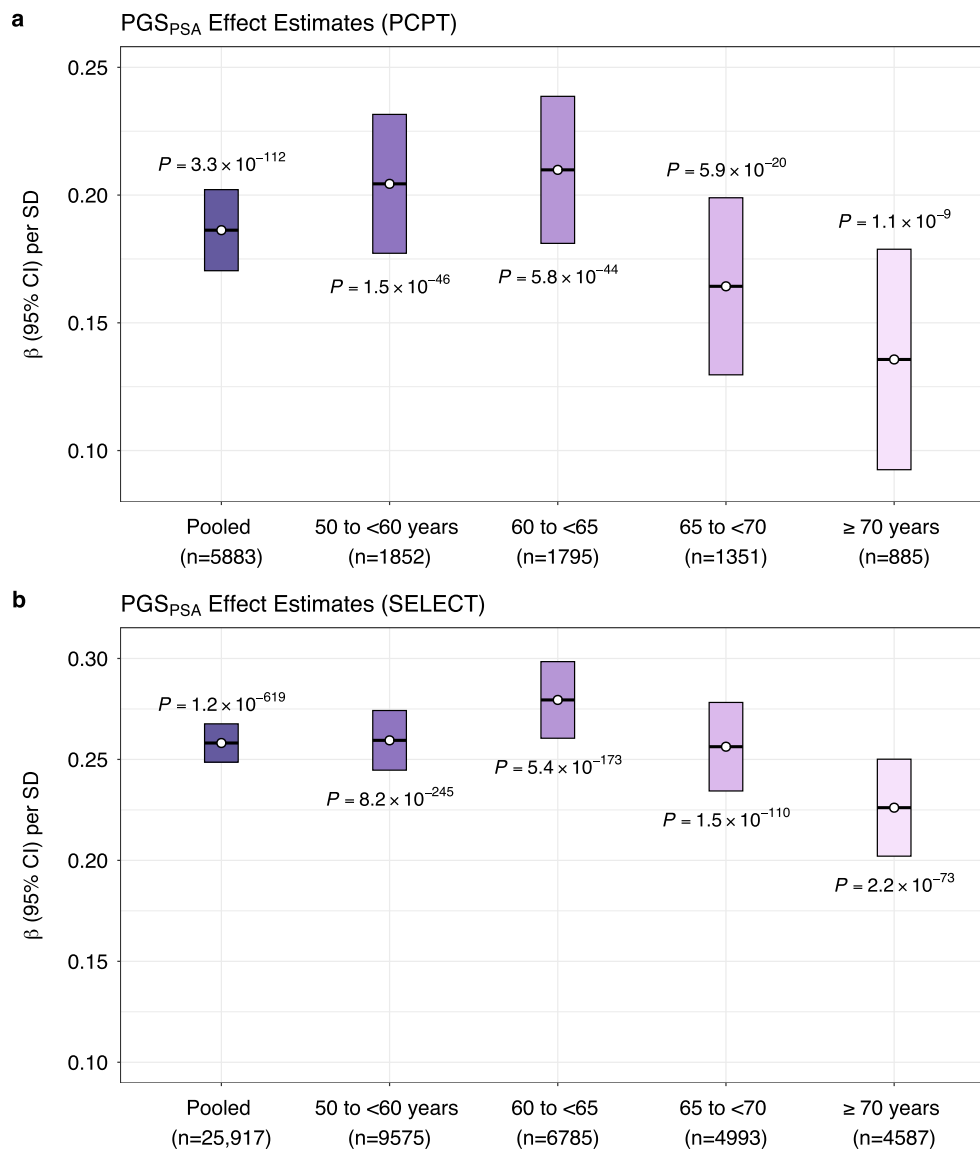 a
PGSPSA Effect Estimates (PCPT)
β (95% CI) per SD
0.25
0.20
0.15
0.10
P = 3.3 × 10−112
P = 1.5 × 10−46
P = 5.8 × 10−44
P = 5.9 × 10−20
P = 1.1 × 10−9
Pooled 50 to <60 years 60 to <65 65 to <70 ≥ 70 years
(n=5883) (n=1852) (n=1795) (n=1351) (n=885)
b
PGSPSA Effect Estimates (SELECT)
β (95% CI) per SD
0.30
0.25
0.20
0.15
0.10
P = 1.2 × 10−619
P = 8.2 × 10−245
P = 5.4 × 10−173
P = 1.5 × 10−110
P = 2.2 × 10−73
Pooled 50 to <60 years 60 to <65 65 to <70 ≥ 70 years
(n=25,917) (n=9575) (n=6785) (n=4993) (n=4587)